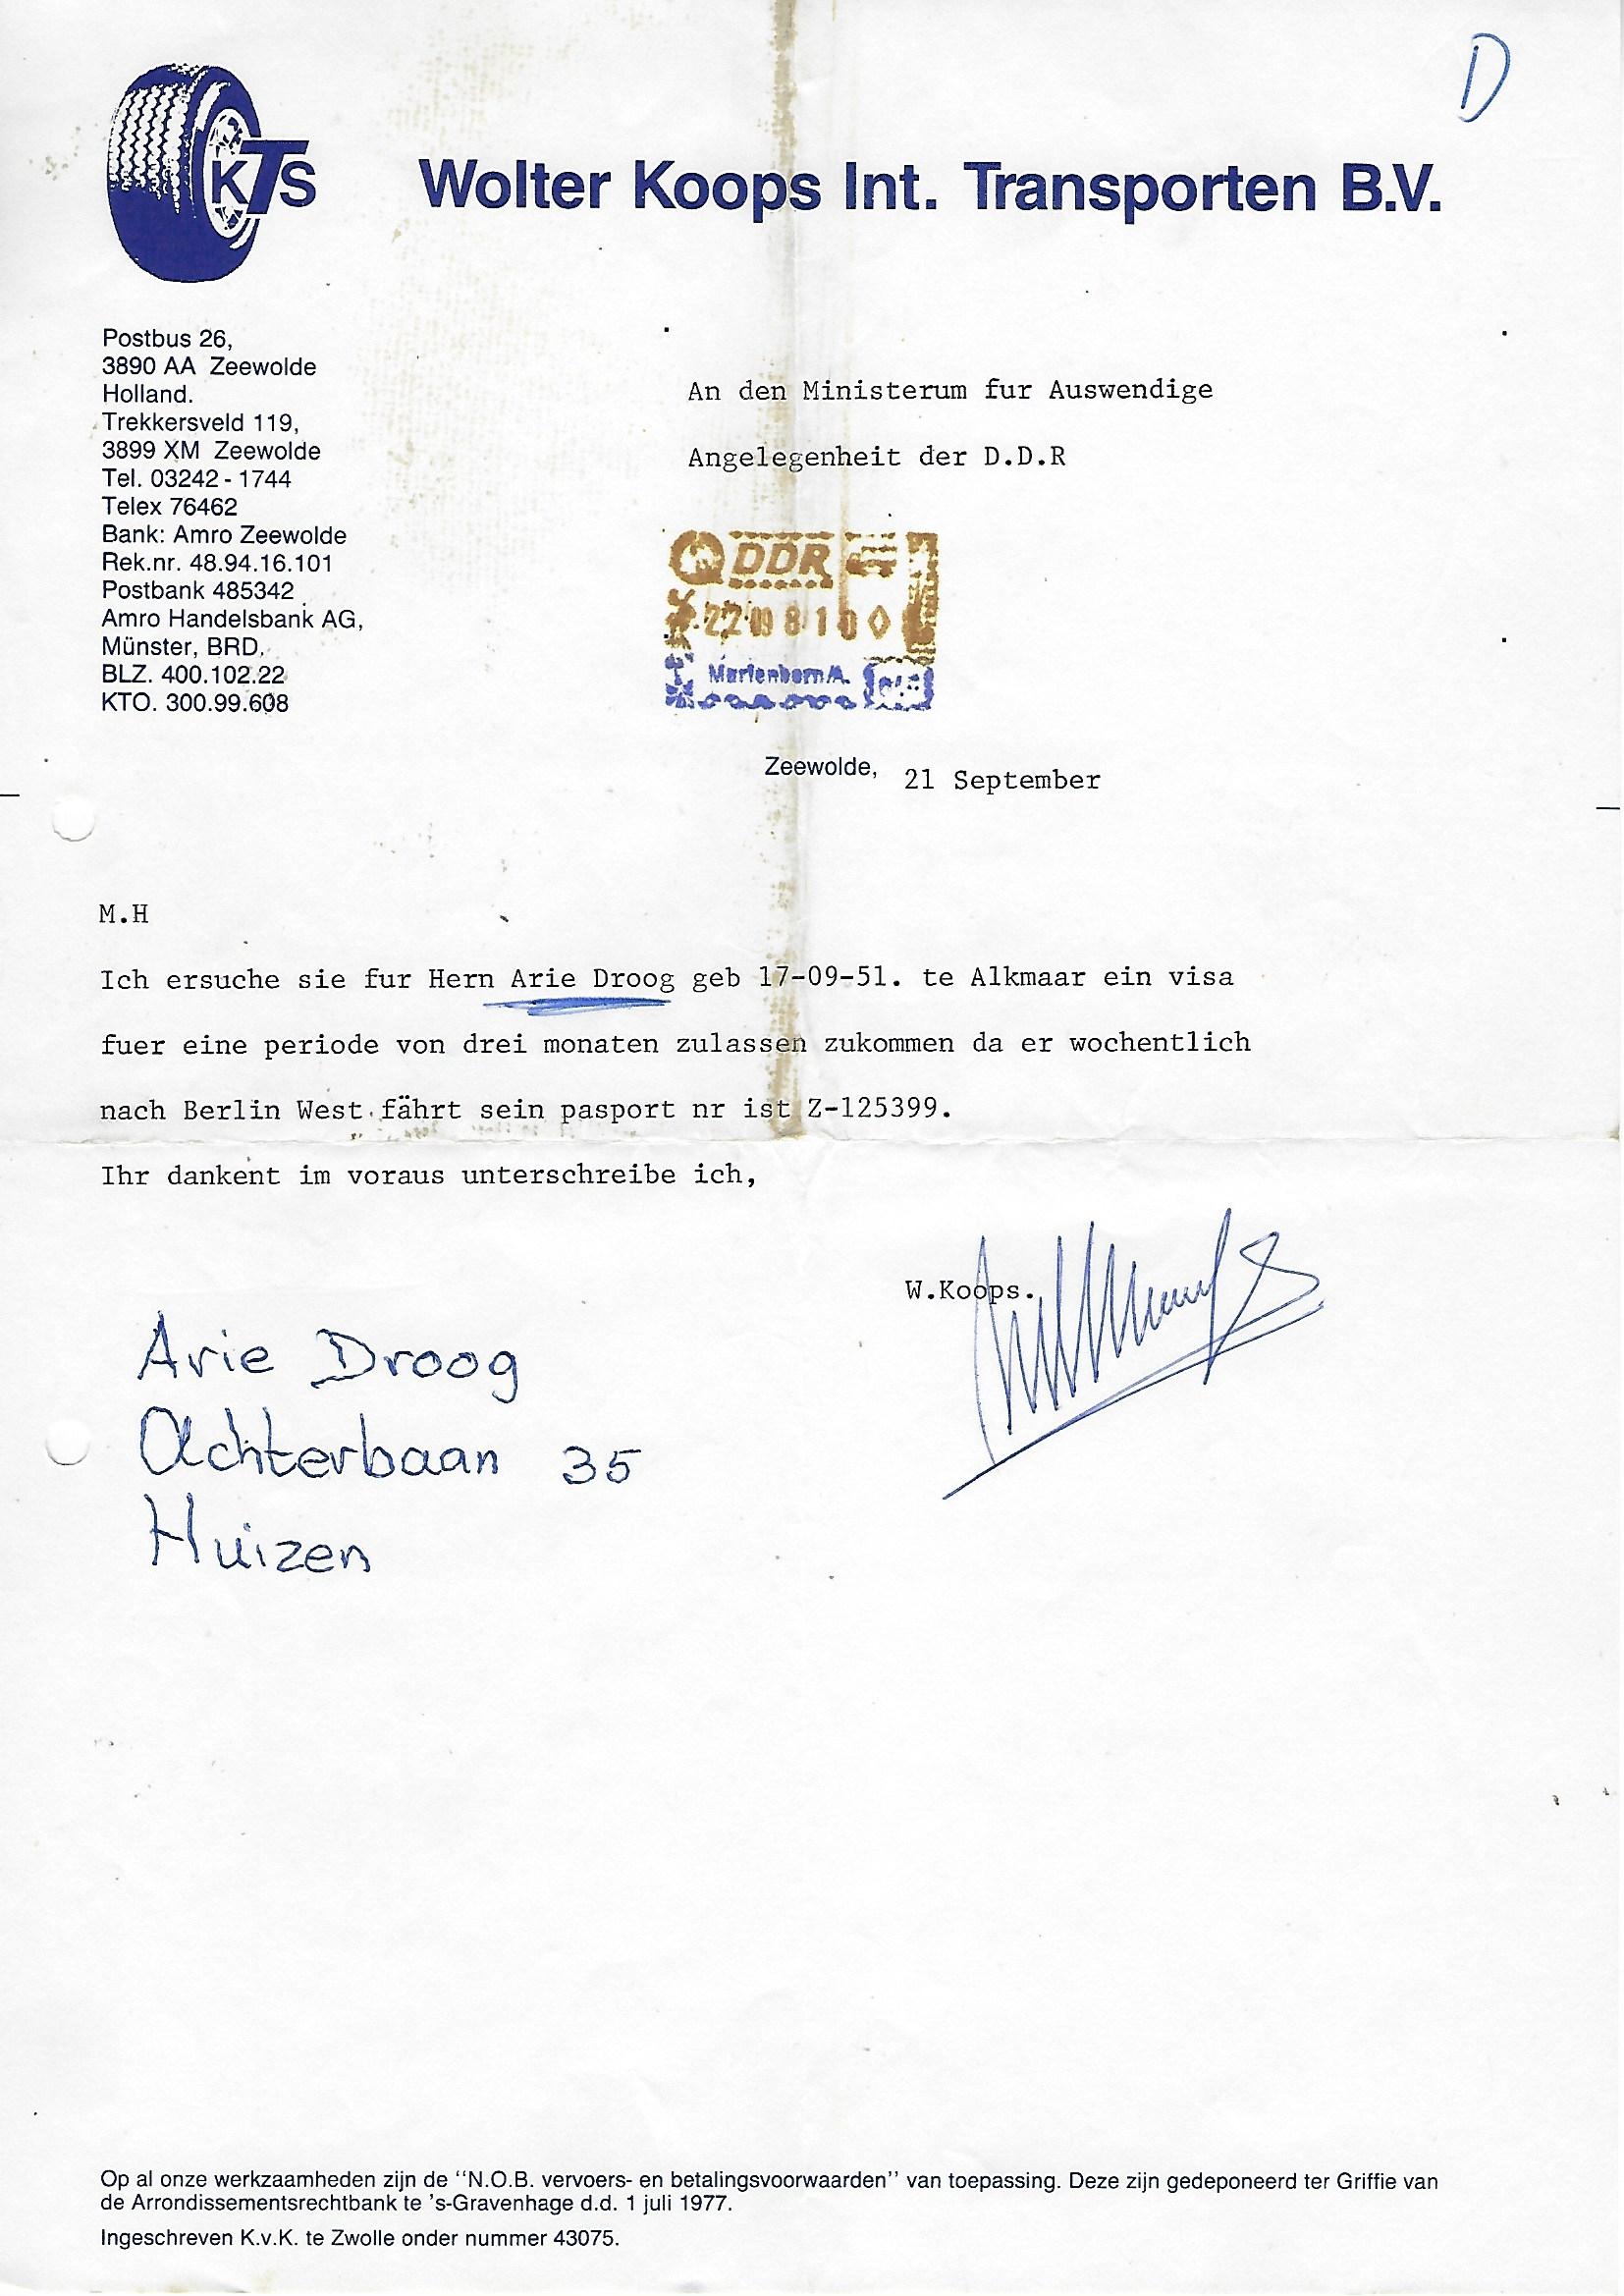 D
KTS
Wolter Koops Int. Transporten B.V.
Postbus 26,
3890 AA Zeewolde
Holland.
Trekkersveld 119,
3899 XM Zeewolde
Tel. 03242 - 1744
Telex 76462
Bank: Amro Zeewolde
Rek.nr. 48.94.16.101
Postbank 485342
Amro Handelsbank AG,
Münster, BRD.
BLZ. 400.102.22
KTO. 300.99.608
An den Ministerum fur Auswendige
Angelegenheit der D.D.R
DDR
22 09 8
Marienborn/A.
Zeewolde, 21 September
M.H
Ich ersuche sie fur Hern Arie Droog geb 17-09-51. te Alkmaar ein visa
fuer eine periode von drei monaten zulassen zukommen da er wochentlich
nach Berlin West fährt sein pasport nr ist Z-125399.
Ihr dankent im voraus unterschreibe ich,
W.Koops.
Arie Droog
Achterbaan 35
Huizen
Op al onze werkzaamheden zijn de ''N.O.B. vervoers- en betalingsvoorwaarden'' van toepassing. Deze zijn gedeponeerd ter Griffie van
de Arrondissementsrechtbank te 's-Gravenhage d.d. 1 juli 1977.
Ingeschreven K.v.K. te Zwolle onder nummer 43075.